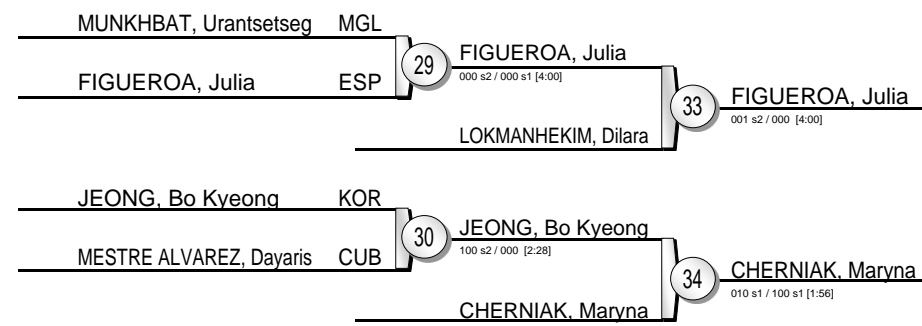 MUNKHBAT, Urantsetseg MGL
29
FIGUEROA, Julia
000 s2 / 000 s1 [4:00]
FIGUEROA, Julia ESP
33
FIGUEROA, Julia
001 s2 / 000 [4:00]
LOKMANHEKIM, Dilara
JEONG, Bo Kyeong KOR
30
JEONG, Bo Kyeong
100 s2 / 000 [2:28]
MESTRE ALVAREZ, Dayaris CUB
34
CHERNIAK, Maryna
010 s1 / 100 s1 [1:56]
CHERNIAK, Maryna